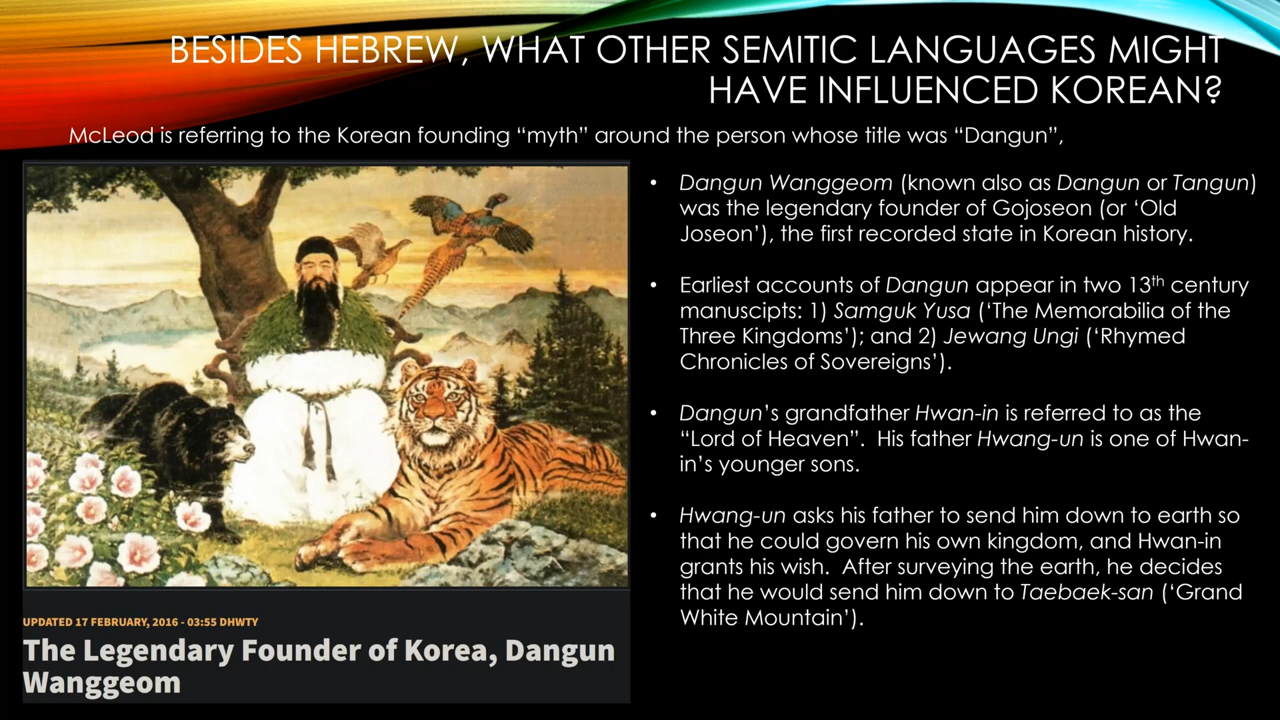 BESIDES HEBREW, WHAT OTHER SEMITIC LANGUAGES MIGHT
HAVE INFLUENCED KOREAN?
McLeod is referring to the Korean founding “myth” around the person whose title was “Dangun”,
• Dangun Wanggeom (known also as Dangun or Tangun)
was the legendary founder of Gojoseon (or ‘Old
Joseon’), the first recorded state in Korean history.
• Earliest accounts of Dangun appear in two 13th century
manuscipts: 1) Samguk Yusa (‘The Memorabilia of the
Three Kingdoms’); and 2) Jewang Ungi (‘Rhymed
Chronicles of Sovereigns’).
• Dangun’s grandfather Hwan-in is referred to as the
“Lord of Heaven”. His father Hwang-un is one of Hwan-
in’s younger sons.
• Hwang-un asks his father to send him down to earth so
that he could govern his own kingdom, and Hwan-in
grants his wish. After surveying the earth, he decides
that he would send him down to Taebaek-san (‘Grand
White Mountain’).
UPDATED 17 FEBRUARY, 2016 - 03:55 DHWTY
The Legendary Founder of Korea, Dangun
Wanggeom